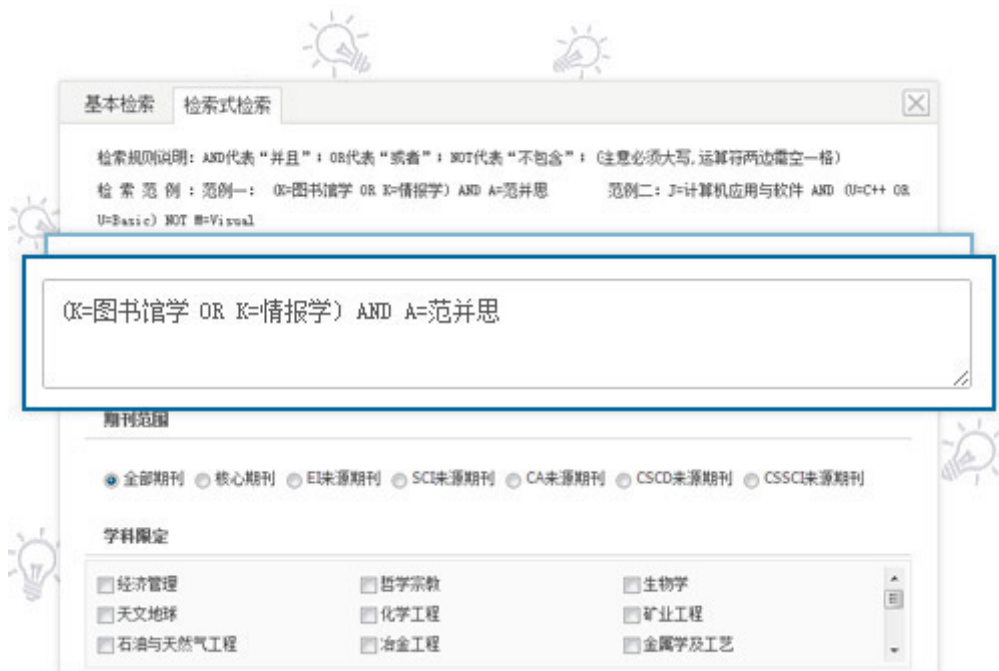 基本检索 检索式检索
检索规则说明：AND代表“并且”；OR代表“或者”；NOT代表“不包含”；（注意必须大写,运算符两边需空一格）
检 索 范 例 ：范例一： (K=图书馆学 OR K=情报学) AND A=范并思 范例二：J=计算机应用与软件 AND (U=C++ OR
U=Basic) NOT M=Visual
(K=图书馆学 OR K=情报学) AND A=范并思
期刊范围
全部期刊 核心期刊 EI来源期刊 SCI来源期刊 CA来源期刊 CSCD来源期刊 CSSCI来源期刊
学科限定
经济管理 哲学宗教 生物学
天文地球 化学工程 矿业工程
石油与天然气工程 冶金工程 金属学及工艺